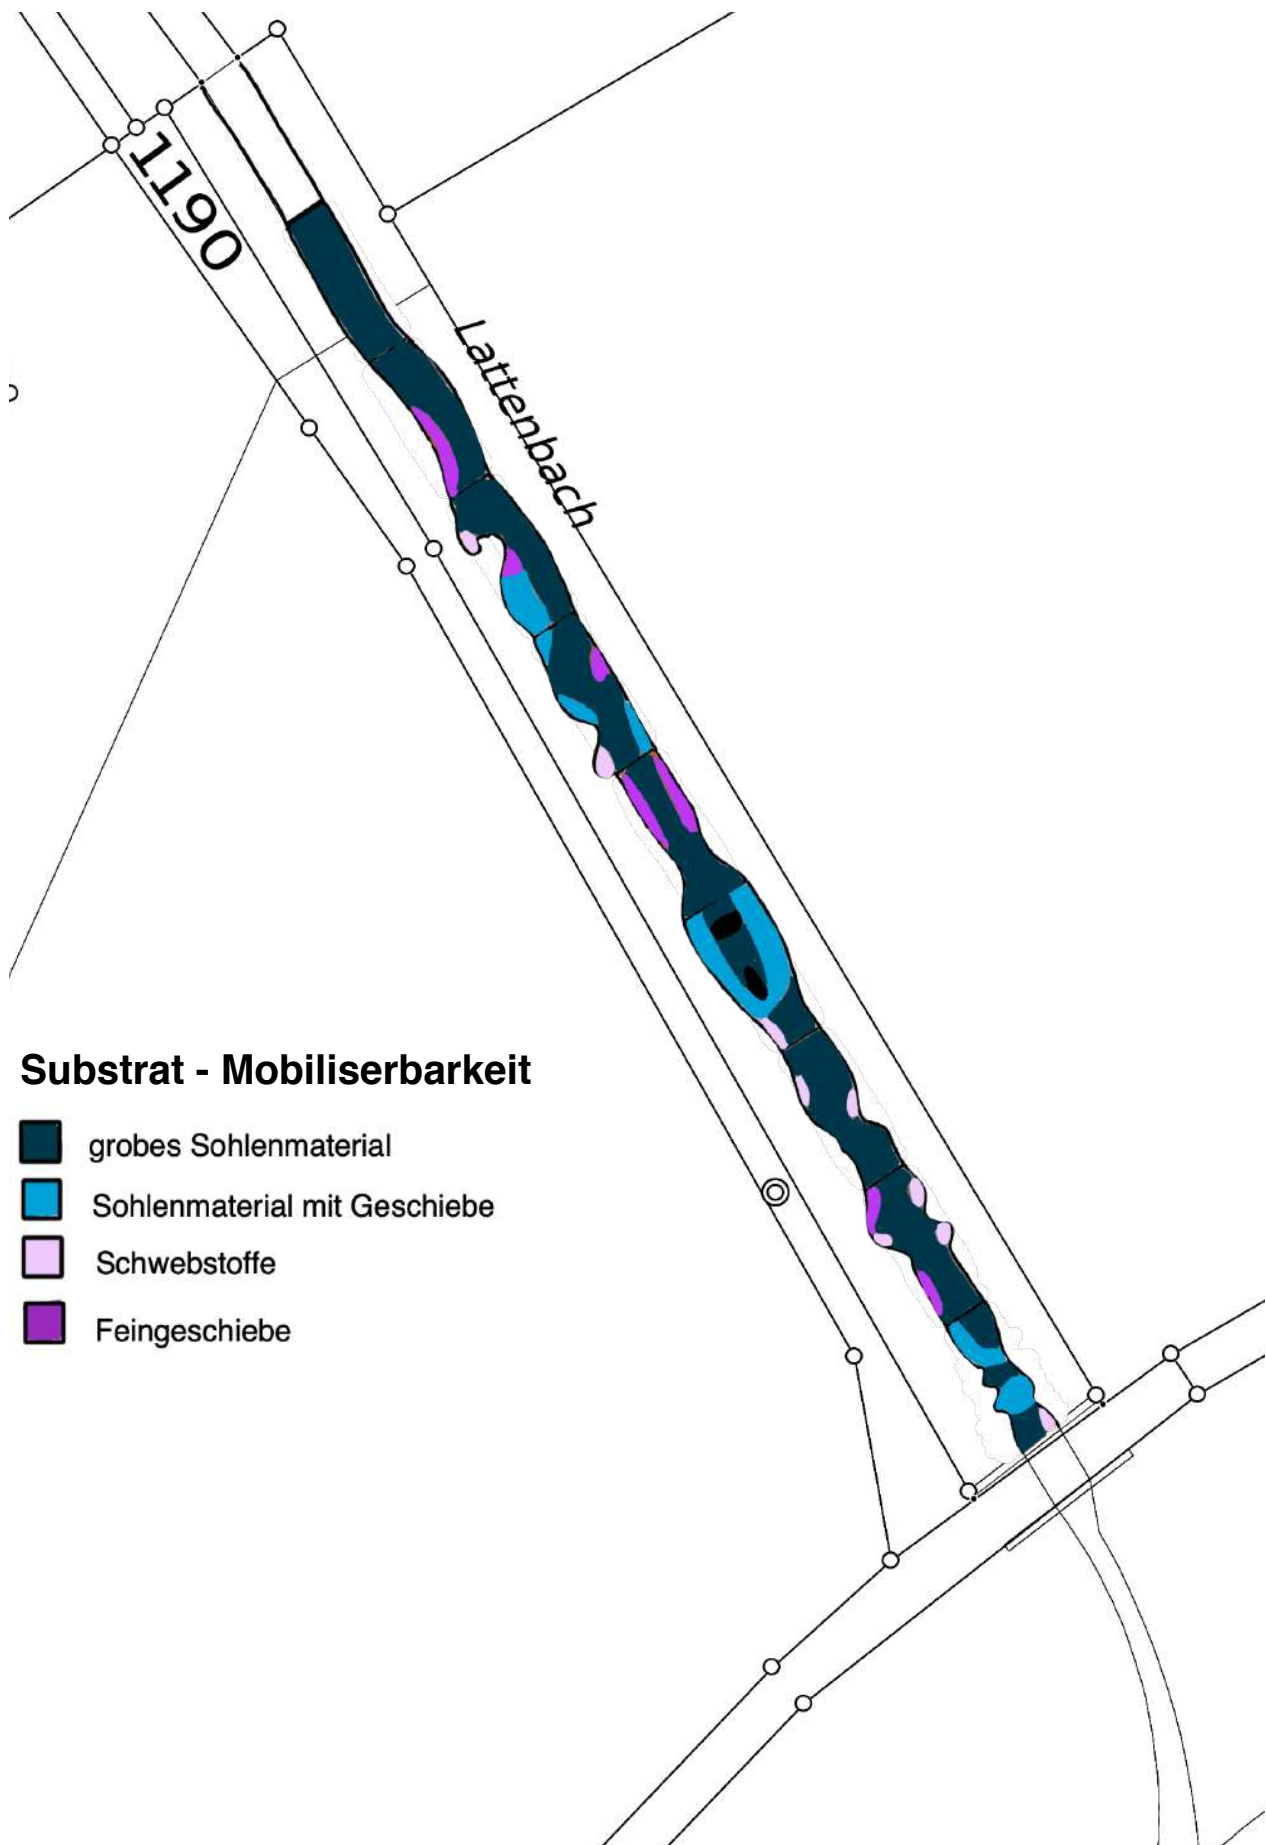 1190
Lattenbach
Substrat - Mobiliserbarkeit
grobes Sohlenmaterial
Sohlenmaterial mit Geschiebe
Schwebstoffe
Feingeschiebe